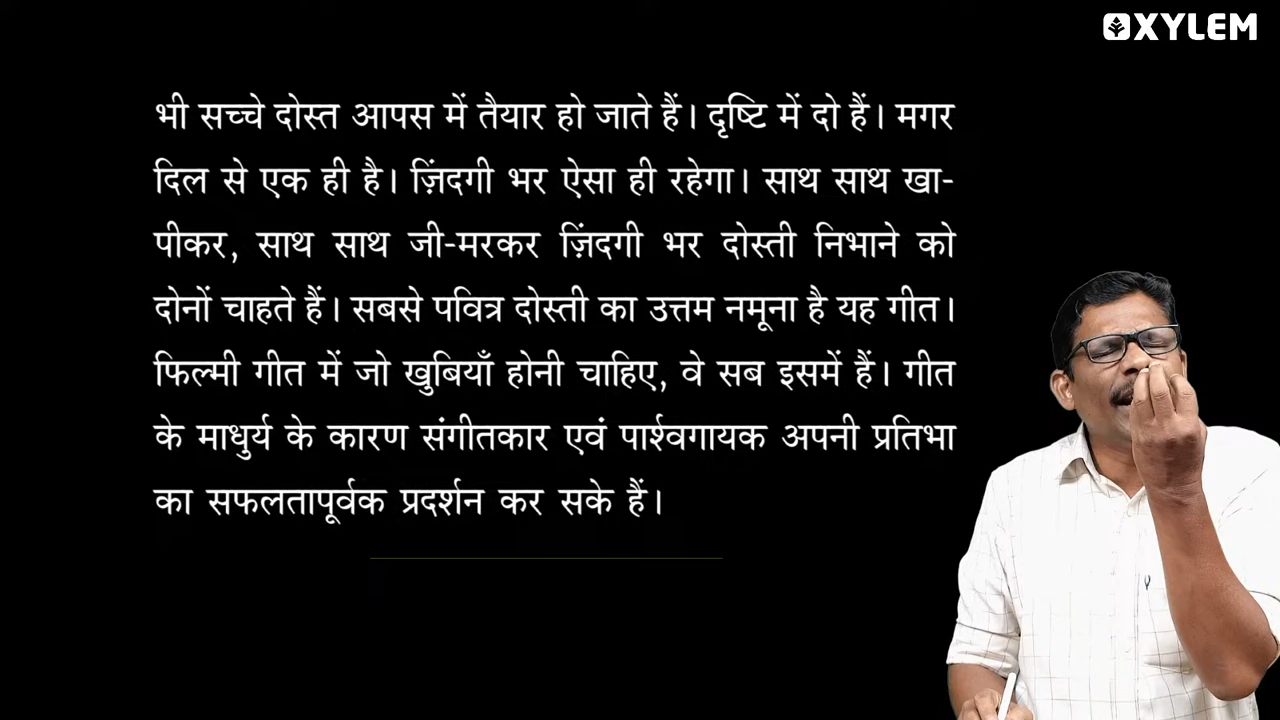 XYLEM
भी सच्चे दोस्त आपस में तैयार हो जाते हैं। दृष्टि में दो हैं। मगर
दिल से एक ही है। ज़िंदगी भर ऐसा ही रहेगा। साथ साथ खा-
पीकर, साथ साथ जी-मरकर ज़िंदगी भर दोस्ती निभाने को
दोनों चाहते हैं। सबसे पवित्र दोस्ती का उत्तम नमूना है यह गीत।
फिल्मी गीत में जो खुबियाँ होनी चाहिए, वे सब इसमें हैं। गीत
के माधुर्य के कारण संगीतकार एवं पार्श्वगायक अपनी प्रतिभा
का सफलतापूर्वक प्रदर्शन कर सके हैं।